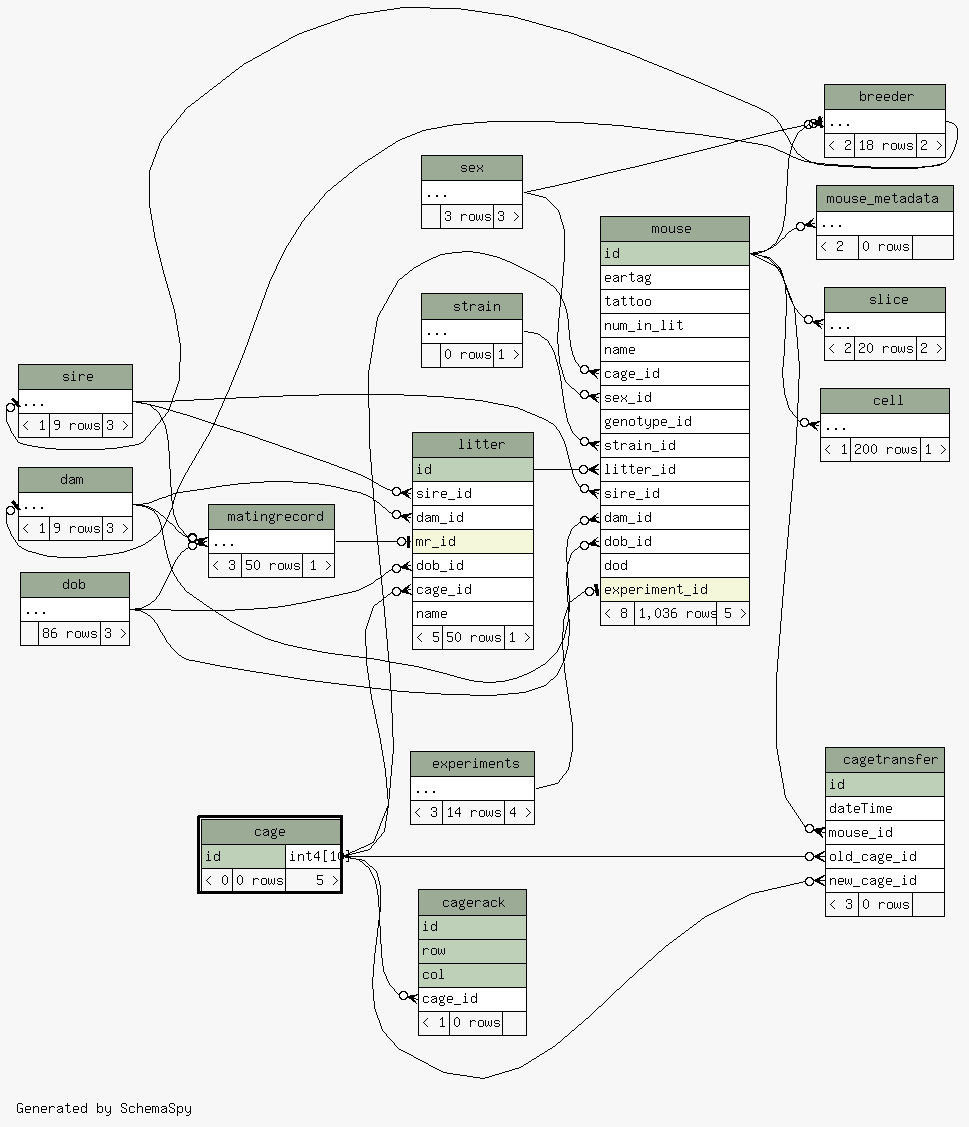 breeder
...
< 2 18 rows 2 >
sex
...
3 rows 3 >
mouse_metadata
...
< 2 0 rows
mouse
id
eartag
tattoo
num_in_lit
name
cage_id
sex_id
genotype_id
strain_id
litter_id
sire_id
dam_id
dob_id
dod
experiment_id
< 8 1,036 rows 5 >
strain
...
0 rows 1 >
slice
...
< 2 20 rows 2 >
sire
...
< 1 9 rows 3 >
cell
...
< 1 200 rows 1 >
litter
id
sire_id
dam_id
mr_id
dob_id
cage_id
name
< 5 50 rows 1 >
dam
...
< 1 9 rows 3 >
matingrecord
...
< 3 50 rows 1 >
dob
...
86 rows 3 >
experiments
...
< 3 14 rows 4 >
cagetransfer
id
dateTime
mouse_id
old_cage_id
new_cage_id
< 3 0 rows
cage
id int4[10]
< 0 0 rows 5 >
cagerack
id
row
col
cage_id
< 1 0 rows
Generated by SchemaSpy